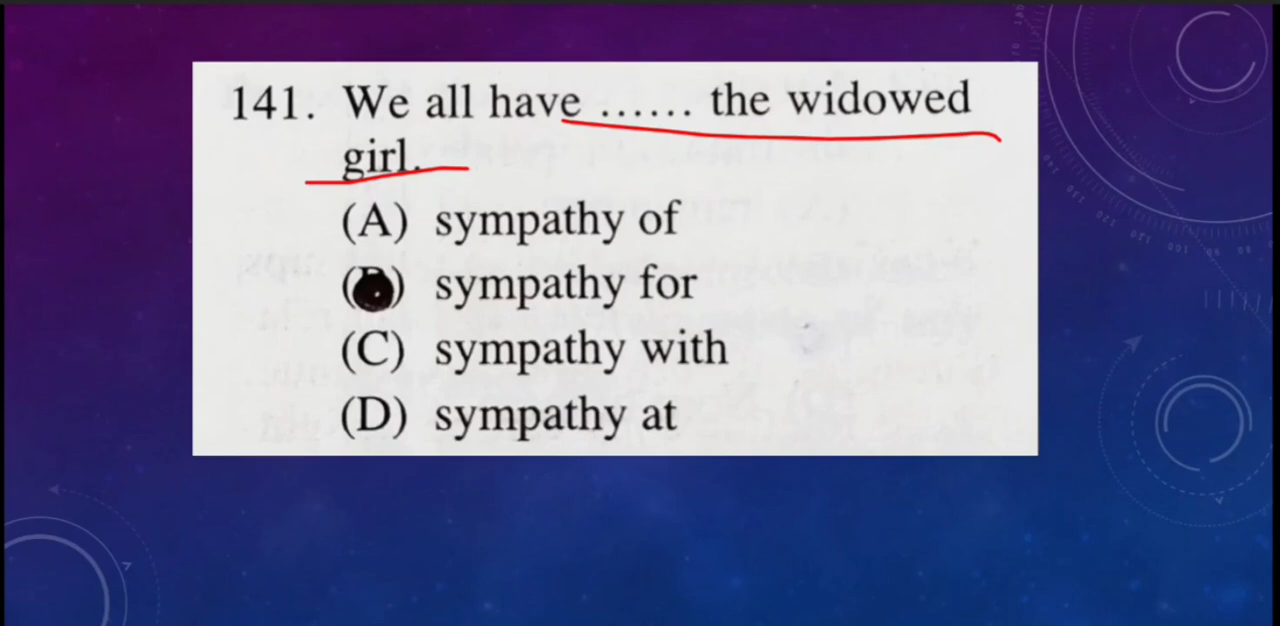 141. We all have ...... the widowed
girl.
(A) sympathy of
sympathy for
(C) sympathy with
(D) sympathy at